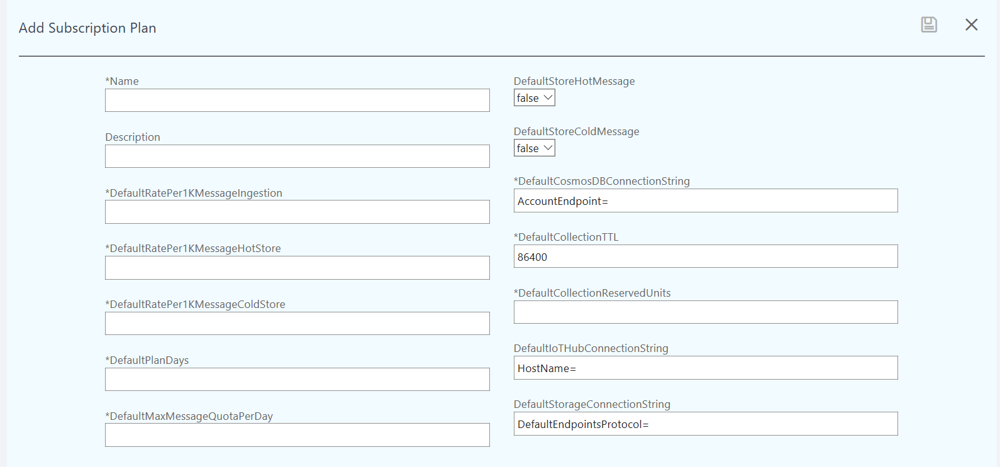 Add Subscription Plan
*Name
Description
*DefaultRatePer1KMessageIngestion
*DefaultRatePer1KMessageHotStore
*DefaultRatePer1KMessageColdStore
*DefaultPlanDays
*DefaultMaxMessageQuotaPerDay
DefaultStoreHotMessage
false
DefaultStoreColdMessage
false
*DefaultCosmosDBConnectionString
AccountEndpoint=
*DefaultCollectionTTL
86400
*DefaultCollectionReservedUnits
DefaultIoTHubConnectionString
HostName=
DefaultStorageConnectionString
DefaultEndpointsProtocol=